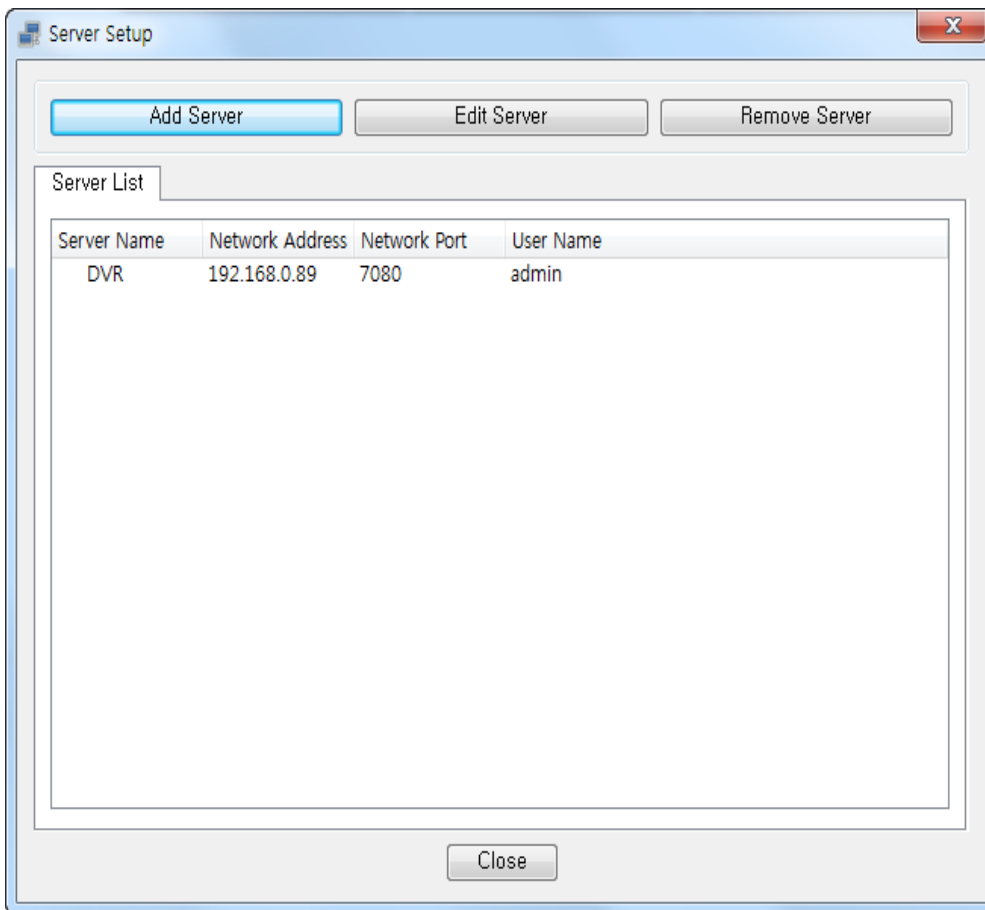 Server Setup
Add Server Edit Server Remove Server
Server List
Server Name Network Address Network Port User Name
DVR 192.168.0.89 7080 admin
Close